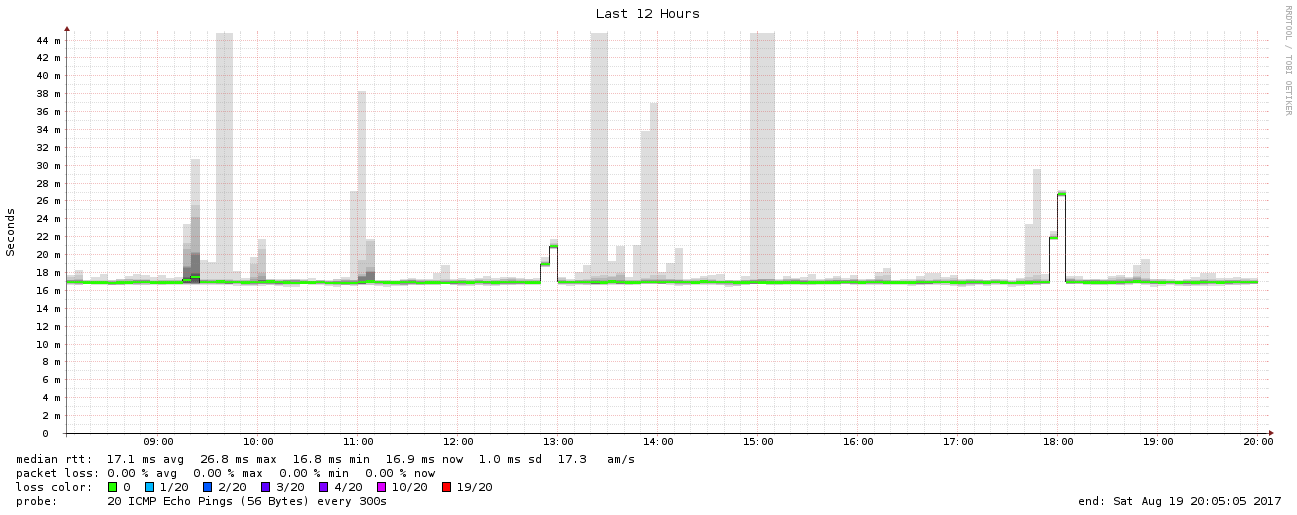 Last 12 Hours
RRDTOOL / TOBI OETIKER
Seconds
44 m
42 m
40 m
38 m
36 m
34 m
32 m
30 m
28 m
26 m
24 m
22 m
20 m
18 m
16 m
14 m
12 m
10 m
8 m
6 m
4 m
2 m
0
09:00 10:00 11:00 12:00 13:00 14:00 15:00 16:00 17:00 18:00 19:00 20:00
median rtt: 17.1 ms avg 26.8 ms max 16.8 ms min 16.9 ms now 1.0 ms sd 17.3 am/s
packet loss: 0.00 % avg 0.00 % max 0.00 % min 0.00 % now
loss color: 0 1/20 2/20 3/20 4/20 10/20 19/20
probe: 20 ICMP Echo Pings (56 Bytes) every 300s end: Sat Aug 19 20:05:05 2017